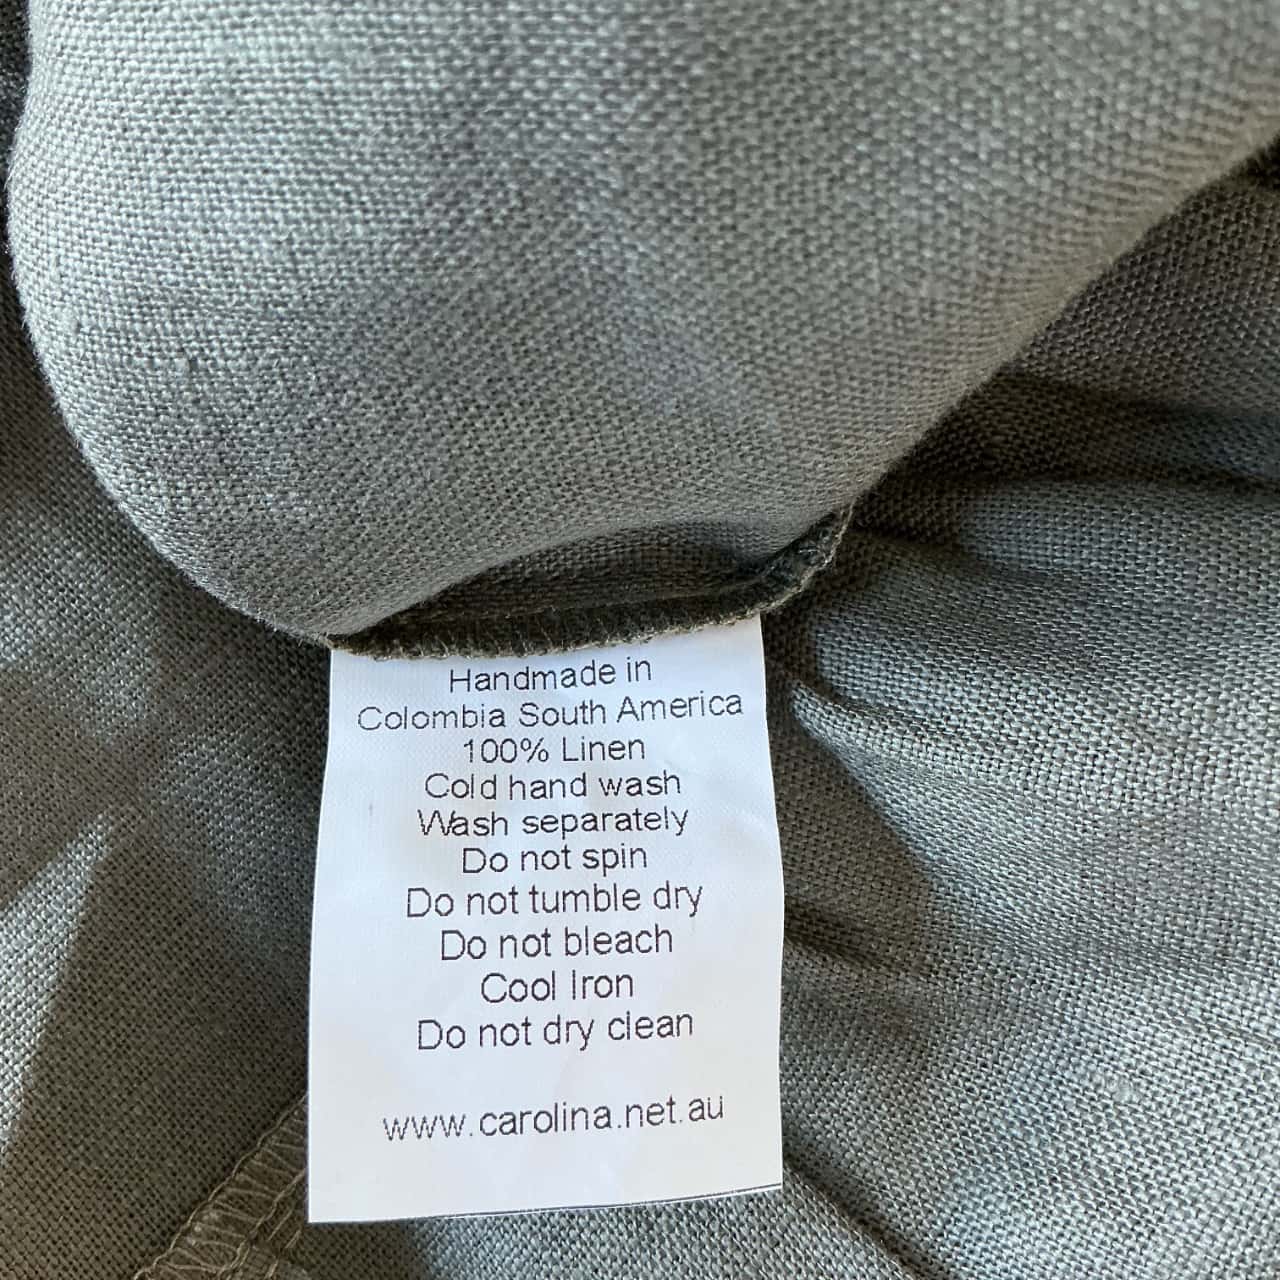 Handmade in
Colombia South America
100% Linen
Cold hand wash
Wash separately
Do not spin
Do not tumble dry
Do not bleach
Cool Iron
Do not dry clean
www.carolina.net.au